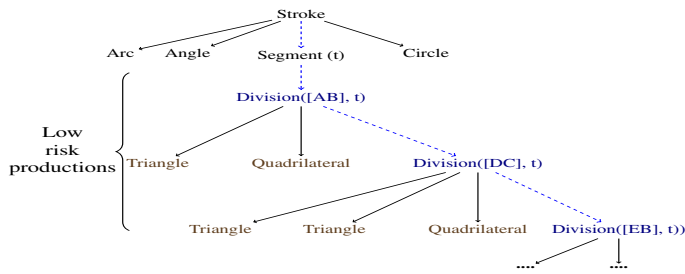 Stroke
Arc Angle Segment (t) Circle
Division([AB], t)
Low
risk
productions
Triangle Quadrilateral Division([DC], t)
Triangle Triangle Quadrilateral Division([EB], t))
.... ....